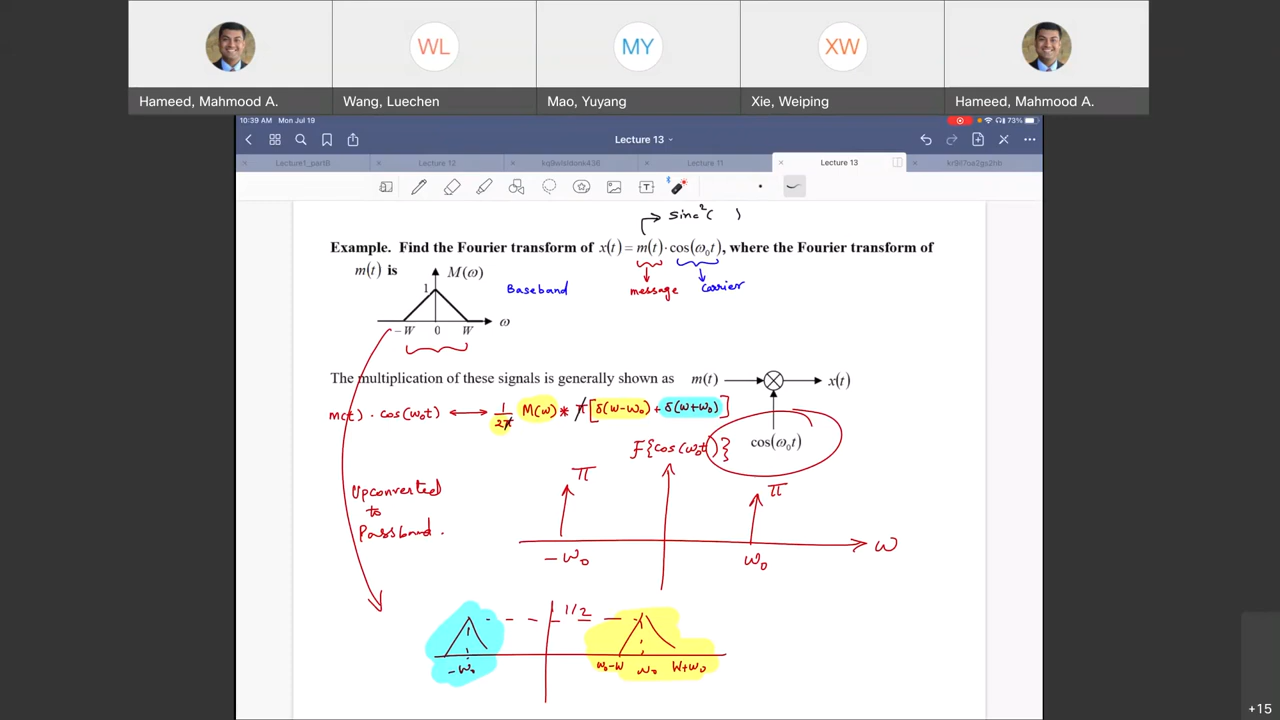 WL
MY
XW
Hameed, Mahmood A.
Wang, Luechen
Mao, Yuyang
Xie, Weiping
Hameed, Mahmood A.
10:39 AM Mon Jul 19
73%
Lecture 13
Lecture1_partB
Lecture 12
Lecture 11
Lecture 13
sinc²( )
Example. Find the Fourier transform of x(t) = m(t) · cos(ω₀t), where the Fourier transform of
m(t) is
M(ω)
1
Baseband
message
carrier
-W 0 W ω
The multiplication of these signals is generally shown as m(t) x(t)
m(t) · cos(ω₀t) ⟷ 1/2π M(ω) * π [δ(ω-ω₀) + δ(ω+ω₀)]
cos(ω₀t)
F{cos(ω₀t)}
π
π
Upconverted
to
Passband.
-ω₀ ω₀ ω
1/2
-ω₀ ω₀-W ω₀ W+ω₀
+15